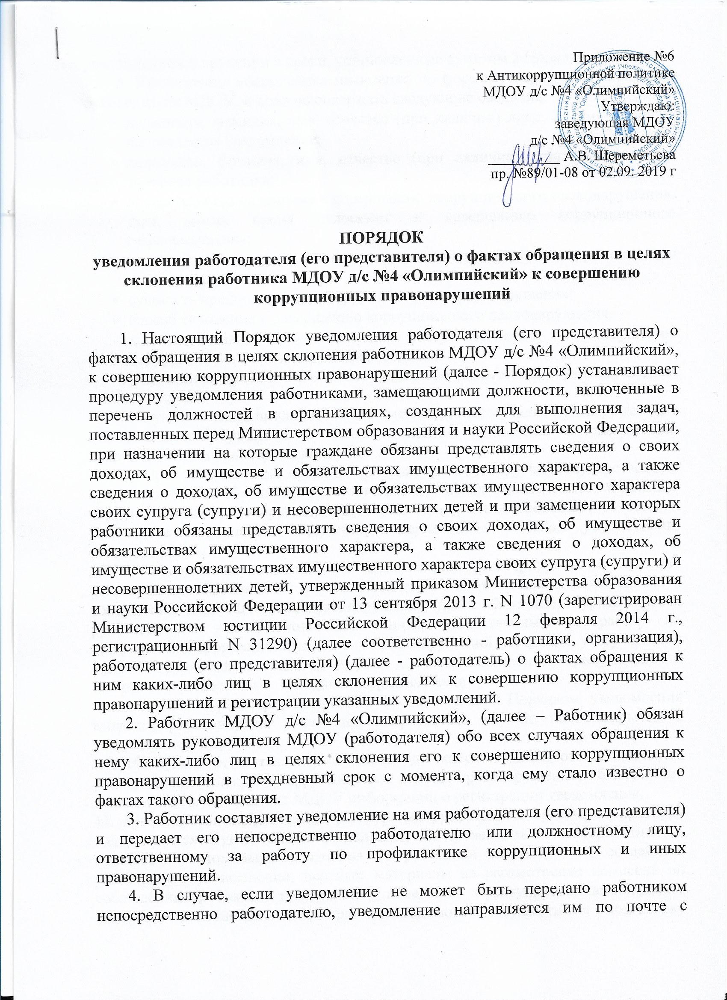 Приложение №6
к Антикоррупционной политике
МДОУ д/с №4 «Олимпийский»
Утверждаю:
заведующая МДОУ
д/с №4 «Олимпийский»
__________ А.В. Шереметьева
пр. №89/01-08 от 02.09. 2019 г
ПОРЯДОК
уведомления работодателя (его представителя) о фактах обращения в целях
склонения работника МДОУ д/с №4 «Олимпийский» к совершению
коррупционных правонарушений
1. Настоящий Порядок уведомления работодателя (его представителя) о
фактах обращения в целях склонения работников МДОУ д/с №4 «Олимпийский»,
к совершению коррупционных правонарушений (далее - Порядок) устанавливает
процедуру уведомления работниками, замещающими должности, включенные в
перечень должностей в организациях, созданных для выполнения задач,
поставленных перед Министерством образования и науки Российской Федерации,
при назначении на которые граждане обязаны представлять сведения о своих
доходах, об имуществе и обязательствах имущественного характера, а также
сведения о доходах, об имуществе и обязательствах имущественного характера
своих супруга (супруги) и несовершеннолетних детей и при замещении которых
работники обязаны представлять сведения о своих доходах, об имуществе и
обязательствах имущественного характера, а также сведения о доходах, об
имуществе и обязательствах имущественного характера своих супруга (супруги) и
несовершеннолетних детей, утвержденный приказом Министерства образования
и науки Российской Федерации от 13 сентября 2013 г. N 1070 (зарегистрирован
Министерством юстиции Российской Федерации 12 февраля 2014 г.,
регистрационный N 31290) (далее соответственно - работники, организация),
работодателя (его представителя) (далее - работодатель) о фактах обращения к
ним каких-либо лиц в целях склонения их к совершению коррупционных
правонарушений и регистрации указанных уведомлений.
2. Работник МДОУ д/с №4 «Олимпийский», (далее – Работник) обязан
уведомлять руководителя МДОУ (работодателя) обо всех случаях обращения к
нему каких-либо лиц в целях склонения его к совершению коррупционных
правонарушений в трехдневный срок с момента, когда ему стало известно о
фактах такого обращения.
3. Работник составляет уведомление на имя работодателя (его представителя)
и передает его непосредственно работодателю или должностному лицу,
ответственному за работу по профилактике коррупционных и иных
правонарушений.
4. В случае, если уведомление не может быть передано работником
непосредственно работодателю, уведомление направляется им по почте с